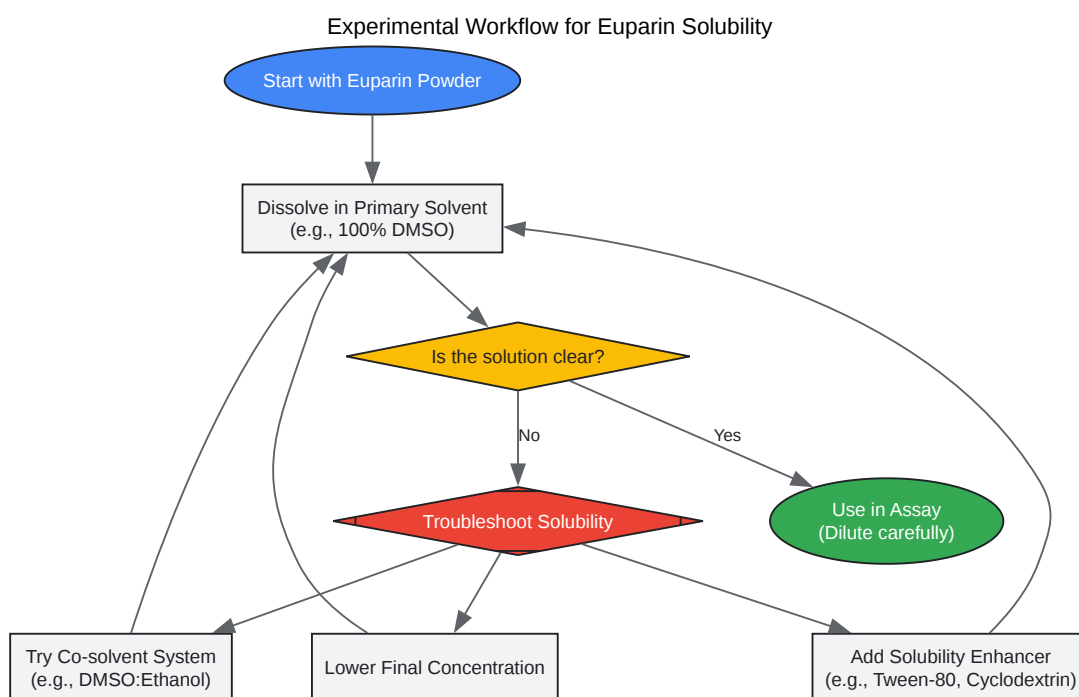 Experimental Workflow for Euparin Solubility
Start with Euparin Powder
Dissolve in Primary Solvent
(e.g., 100% DMSO)
Is the solution clear?
No
Yes
Troubleshoot Solubility
Use in Assay
(Dilute carefully)
Try Co-solvent System
(e.g., DMSO:Ethanol)
Lower Final Concentration
Add Solubility Enhancer
(e.g., Tween-80, Cyclodextrin)